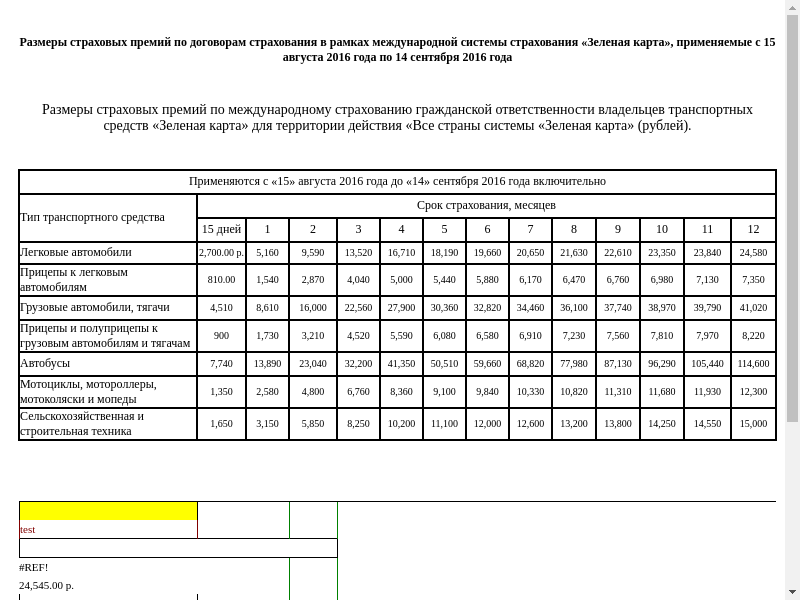 Размеры страховых премий по договорам страхования в рамках международной системы страхования «Зеленая карта», применяемые с 15
августа 2016 года по 14 сентября 2016 года
Размеры страховых премий по международному страхованию гражданской ответственности владельцев транспортных
средств «Зеленая карта» для территории действия «Все страны системы «Зеленая карта» (рублей).
Применяются с «15» августа 2016 года до «14» сентября 2016 года включительно
Тип транспортного средства
Срок страхования, месяцев
15 дней 1 2 3 4 5 6 7 8 9 10 11 12
Легковые автомобили 2,700.00 р. 5,160 9,590 13,520 16,710 18,190 19,660 20,650 21,630 22,610 23,350 23,840 24,580
Прицепы к легковым
автомобилям 810.00 1,540 2,870 4,040 5,000 5,440 5,880 6,170 6,470 6,760 6,980 7,130 7,350
Грузовые автомобили, тягачи 4,510 8,610 16,000 22,560 27,900 30,360 32,820 34,460 36,100 37,740 38,970 39,790 41,020
Прицепы и полуприцепы к
грузовым автомобилям и тягачам 900 1,730 3,210 4,520 5,590 6,080 6,580 6,910 7,230 7,560 7,810 7,970 8,220
Автобусы 7,740 13,890 23,040 32,200 41,350 50,510 59,660 68,820 77,980 87,130 96,290 105,440 114,600
Мотоциклы, мотороллеры,
мотоколяски и мопеды 1,350 2,580 4,800 6,760 8,360 9,100 9,840 10,330 10,820 11,310 11,680 11,930 12,300
Сельскохозяйственная и
строительная техника 1,650 3,150 5,850 8,250 10,200 11,100 12,000 12,600 13,200 13,800 14,250 14,550 15,000
test
#REF!
24,545.00 р.